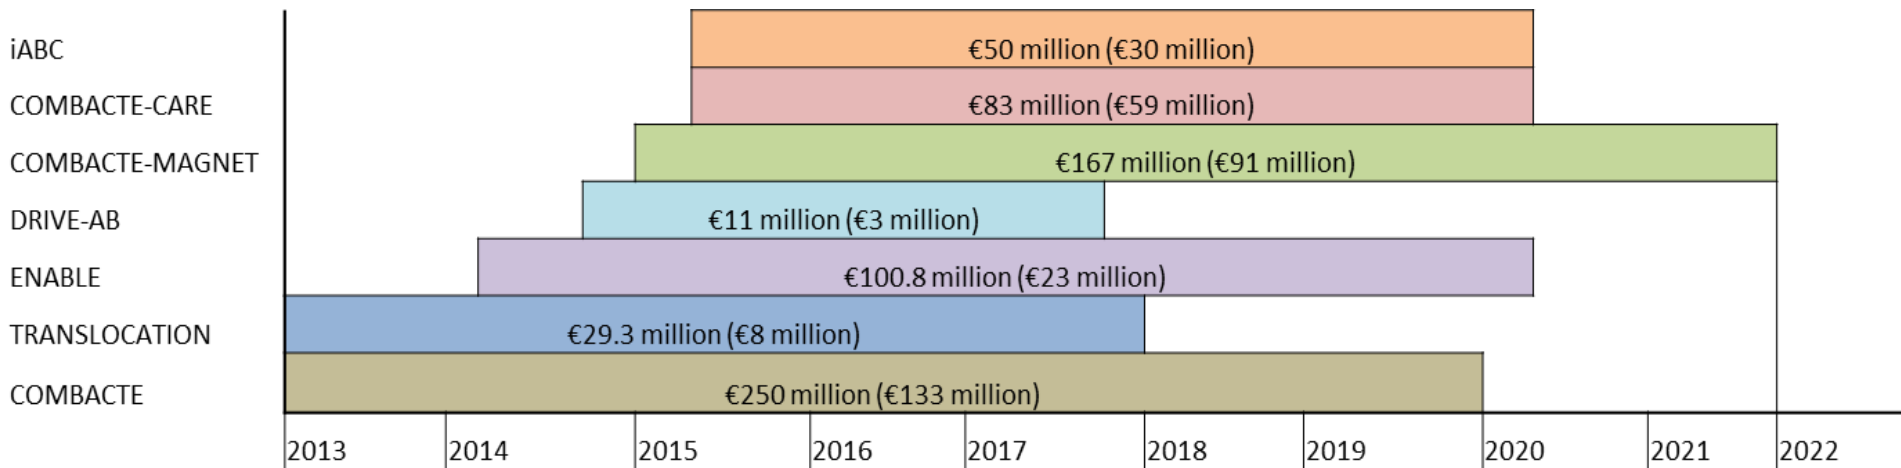 iABC €50 million (€30 million)
COMBACTE-CARE €83 million (€59 million)
COMBACTE-MAGNET €167 million (€91 million)
DRIVE-AB €11 million (€3 million)
ENABLE €100.8 million (€23 million)
TRANSLOCATION €29.3 million (€8 million)
COMBACTE €250 million (€133 million)
2013 2014 2015 2016 2017 2018 2019 2020 2021 2022